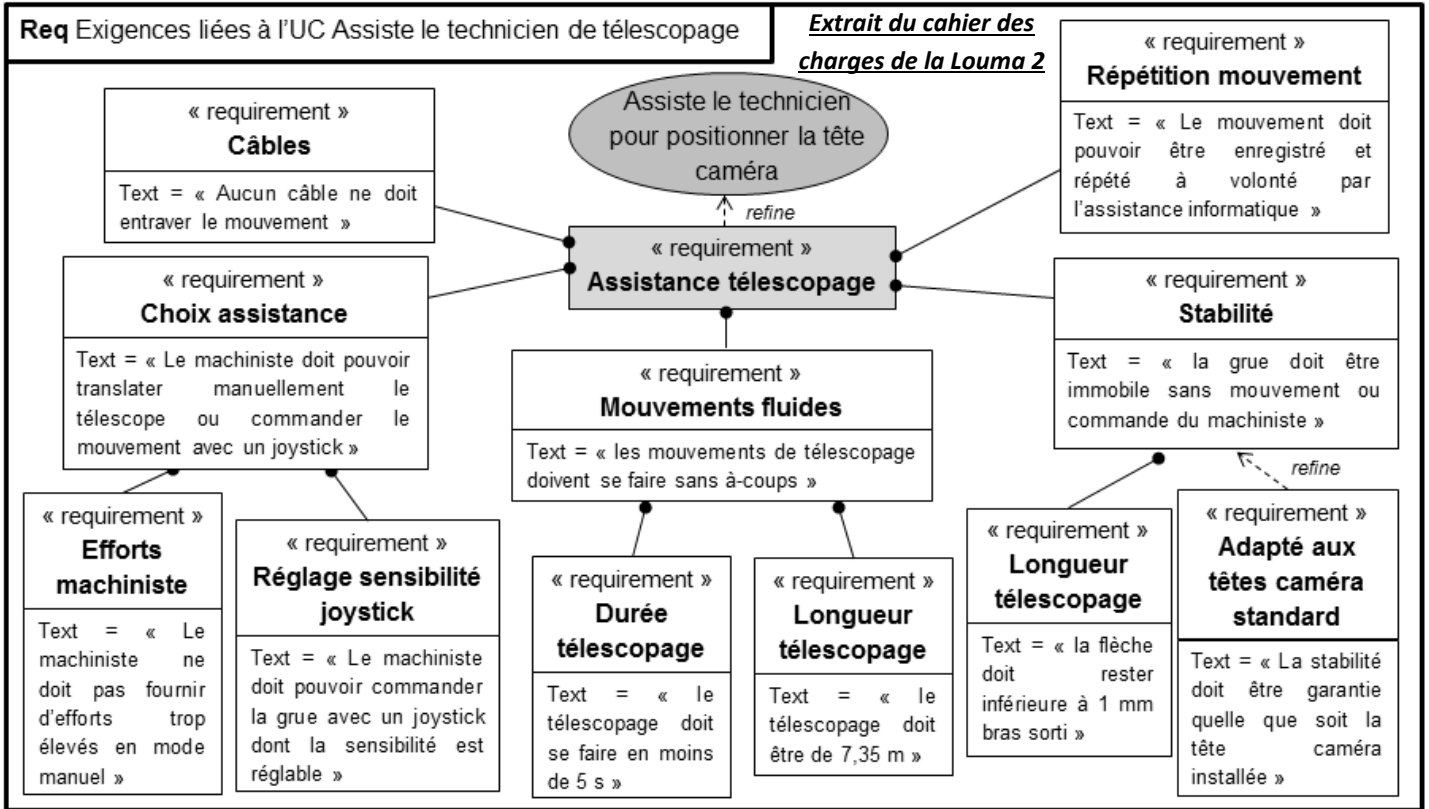 Req Exigences liées à l'UC Assiste le technicien de télescopage
Extrait du cahier des
charges de la Louma 2
« requirement »
Répétition mouvement
Text = « Le mouvement doit
pouvoir être enregistré et
répété à volonté par
l'assistance informatique »
« requirement »
Câbles
Text = « Aucun câble ne doit
entraver le mouvement »
Assiste le technicien
pour positionner la tête
caméra
refine
« requirement »
Assistance télescopage
« requirement »
Choix assistance
Text = « Le machiniste doit pouvoir
translater manuellement le
télescope ou commander le
mouvement avec un joystick »
« requirement »
Mouvements fluides
Text = « les mouvements de télescopage
doivent se faire sans à-coups »
« requirement »
Stabilité
Text = « la grue doit être
immobile sans mouvement ou
commande du machiniste »
refine
« requirement »
Efforts
machiniste
Text = « Le
machiniste ne
doit pas fournir
d'efforts trop
élevés en mode
manuel »
« requirement »
Réglage sensibilité
joystick
Text = « Le machiniste
doit pouvoir commander
la grue avec un joystick
dont la sensibilité est
réglable »
« requirement »
Durée
télescopage
Text = « le
télescopage doit
se faire en moins
de 5 s »
« requirement »
Longueur
télescopage
Text = « le
télescopage doit
être de 7,35 m »
« requirement »
Longueur
télescopage
Text = « la flèche
doit rester
inférieure à 1 mm
bras sorti »
« requirement »
Adapté aux
têtes caméra
standard
Text = « La stabilité
doit être garantie
quelle que soit la
tête caméra
installée »